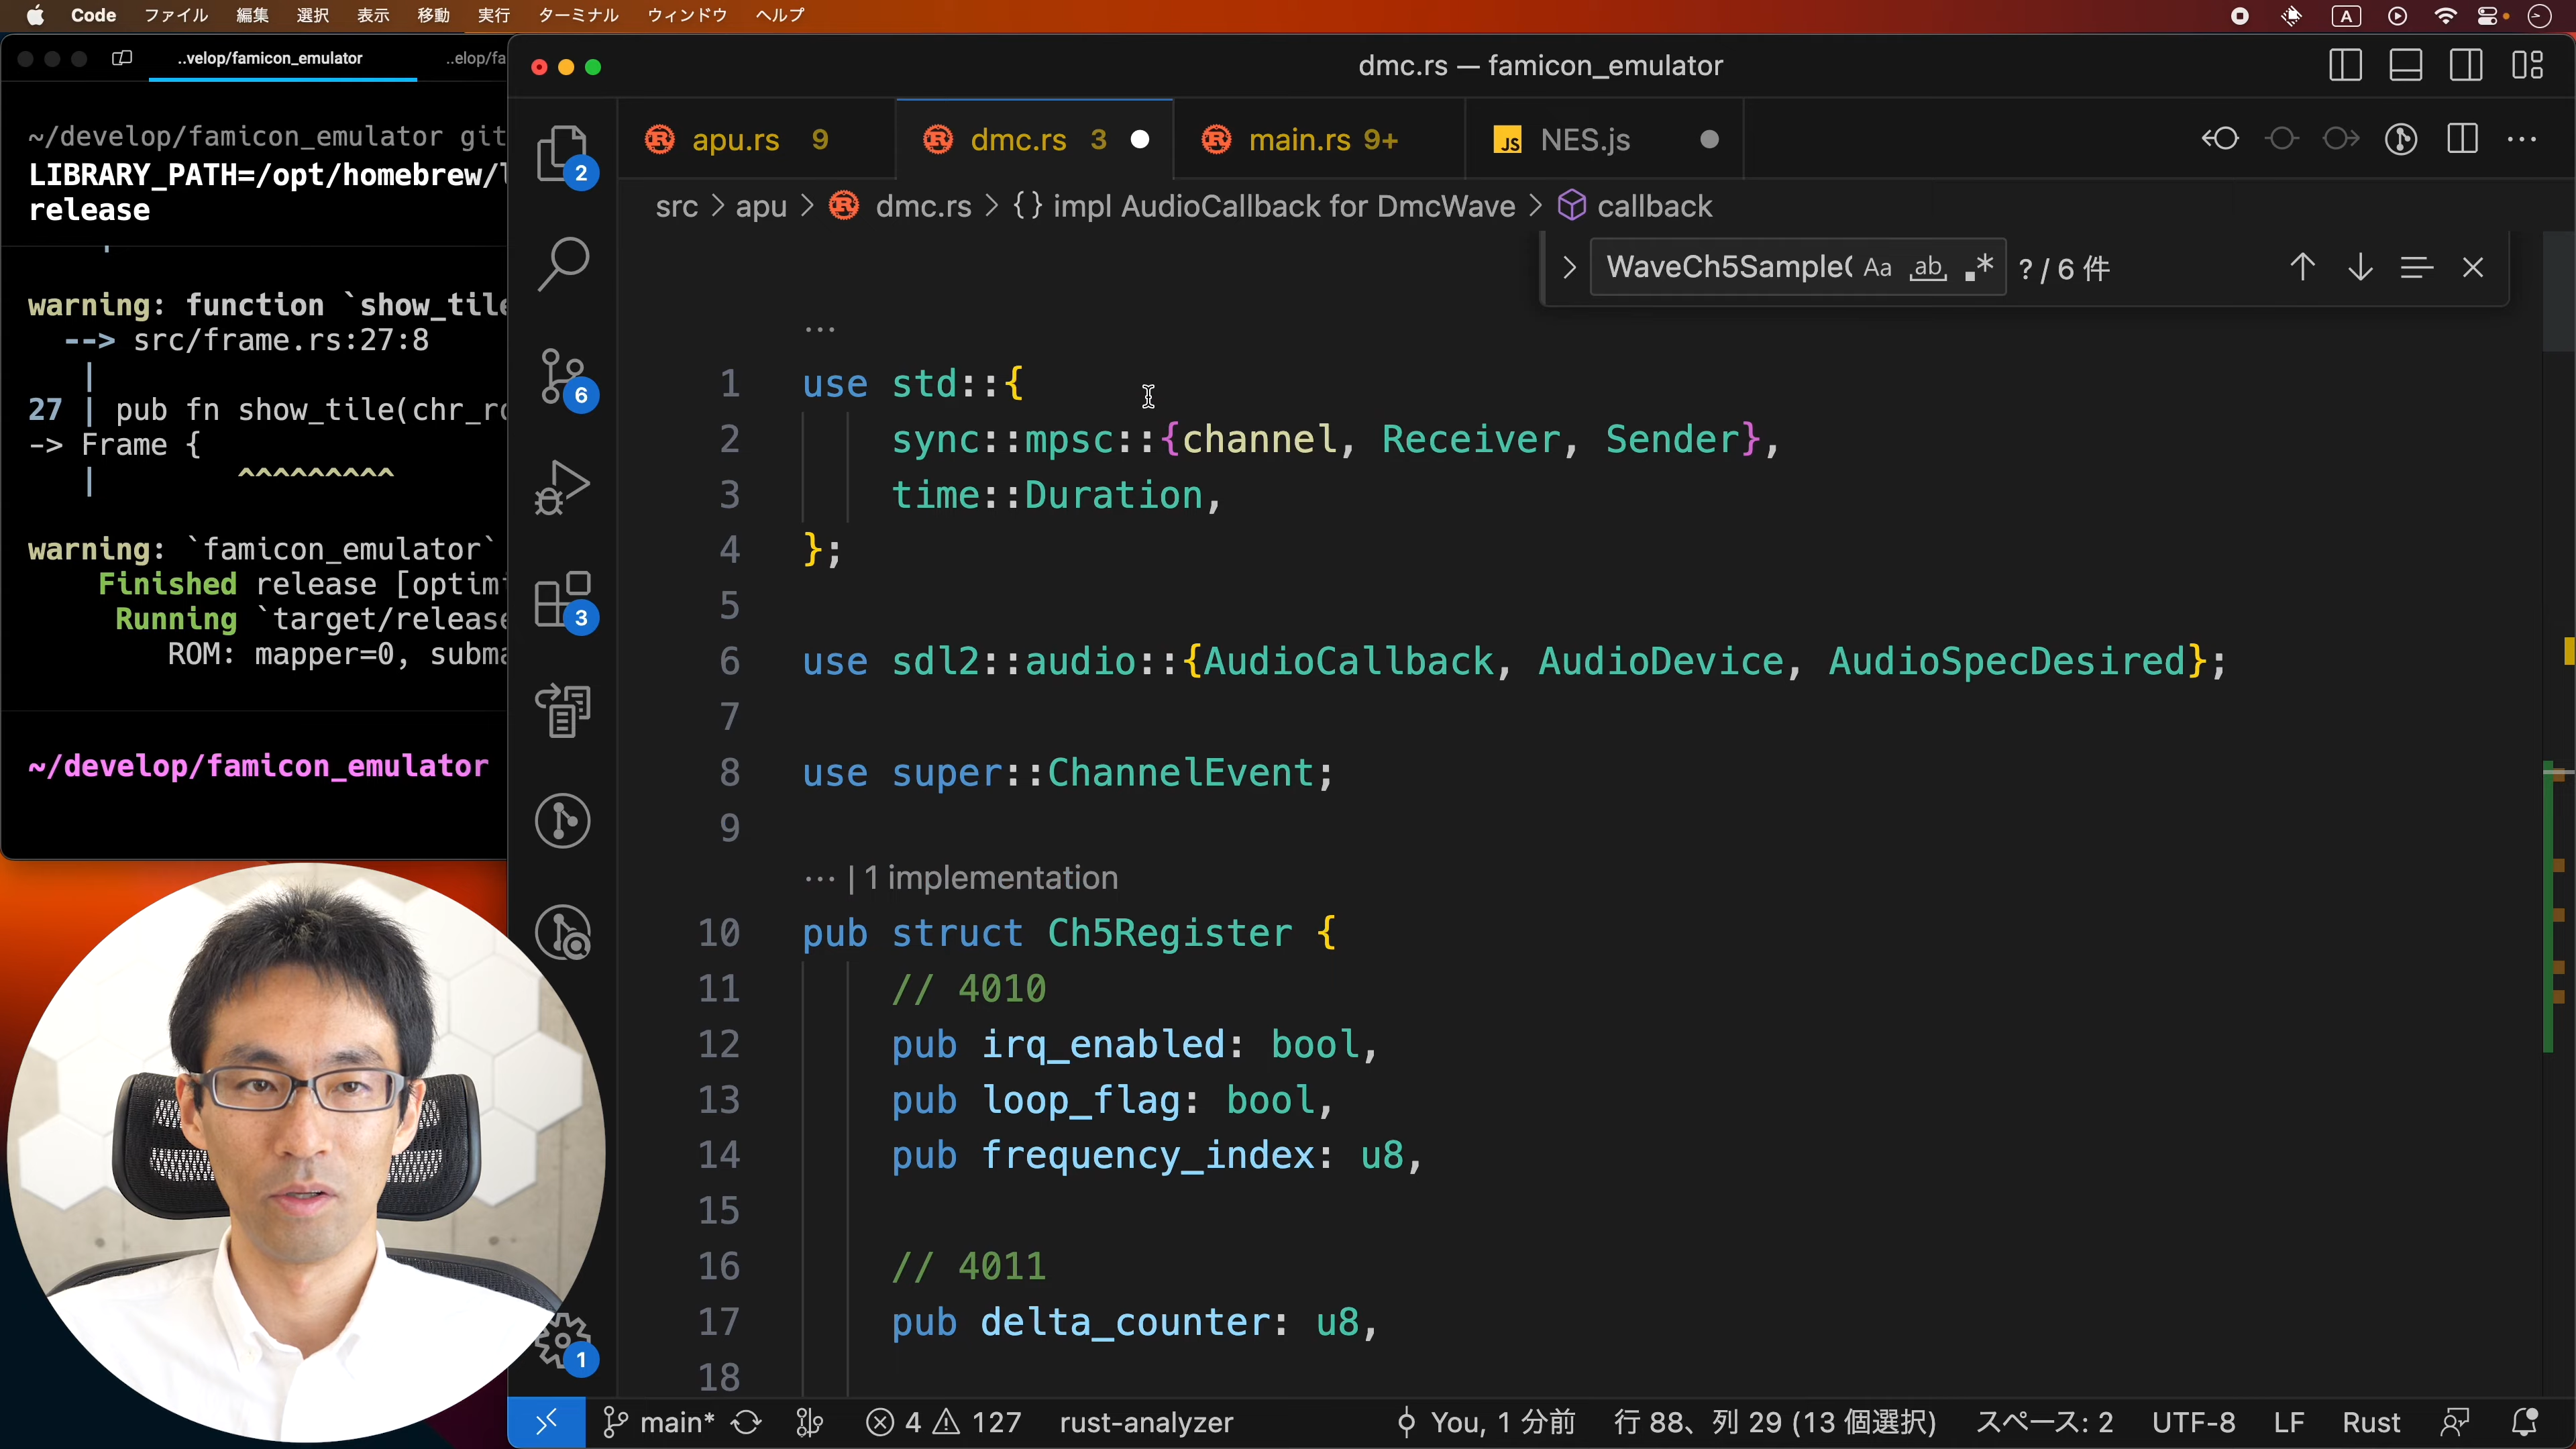 Code ファイル 編集 選択 表示 移動 実行 ターミナル ウィンドウ ヘルプ A
..velop/famicon_emulator ..elop/fa
~/develop/famicon_emulator git
LIBRARY_PATH=/opt/homebrew/l
release
warning: function `show_tile
--> src/frame.rs:27:8
|
27 | pub fn show_tile(chr_ro
-> Frame {
| ^^^^^^^^^
warning: `famicon_emulator`
Finished release [optimi
Running `target/release
ROM: mapper=0, subma
~/develop/famicon_emulator
dmc.rs — famicon_emulator
apu.rs 9 dmc.rs 3 main.rs 9+ JS NES.js
src > apu > dmc.rs > {} impl AudioCallback for DmcWave > callback
WaveCh5Sample Aa ab .* ? / 6 件
2
6
3
1
...
1 use std::{
2 sync::mpsc::{channel, Receiver, Sender},
3 time::Duration,
4 };
5
6 use sdl2::audio::{AudioCallback, AudioDevice, AudioSpecDesired};
7
8 use super::ChannelEvent;
9
... | 1 implementation
10 pub struct Ch5Register {
11 // 4010
12 pub irq_enabled: bool,
13 pub loop_flag: bool,
14 pub frequency_index: u8,
15
16 // 4011
17 pub delta_counter: u8,
18
main* 4 127 rust-analyzer You, 1 分前 行 88、列 29 (13 個選択) スペース: 2 UTF-8 LF Rust